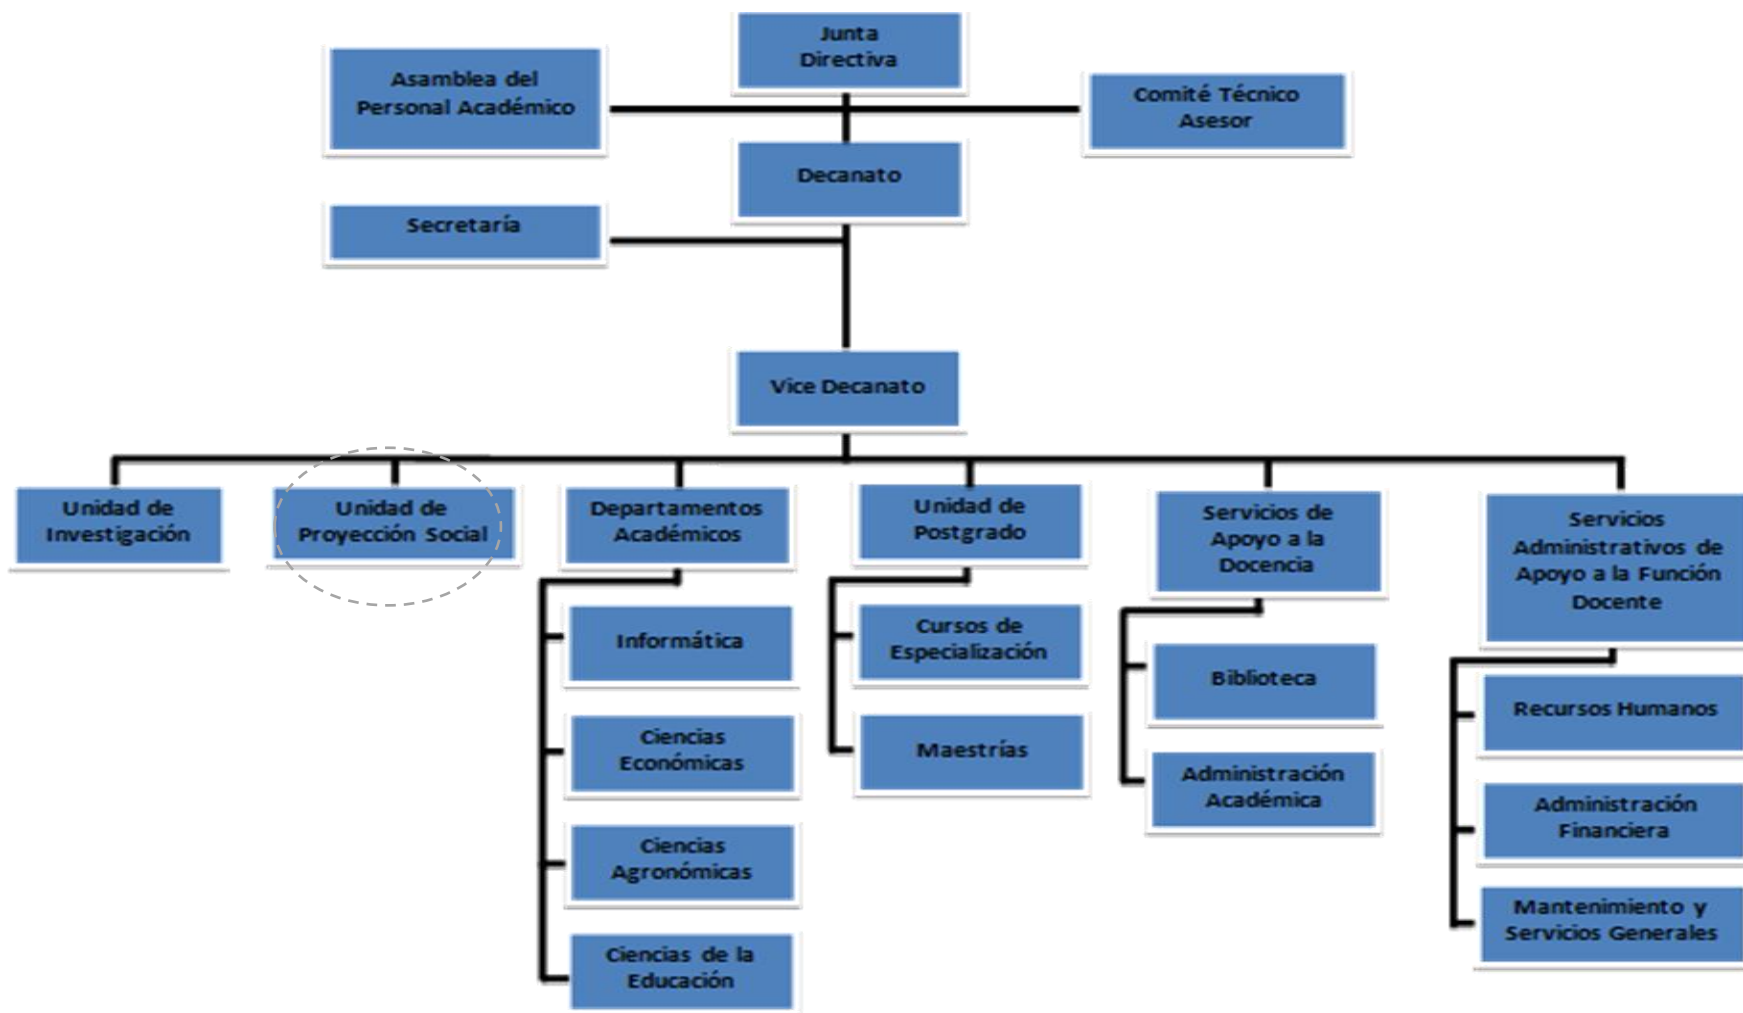 Junta
Directiva
Asamblea del
Personal Académico
Comité Técnico
Asesor
Decanato
Secretaría
Vice Decanato
Unidad de
Investigación
Unidad de
Proyección Social
Departamentos
Académicos
Unidad de
Postgrado
Servicios de
Apoyo a la
Docencia
Servicios
Administrativos de
Apoyo a la Función
Docente
Informática
Ciencias
Económicas
Ciencias
Agronómicas
Ciencias de la
Educación
Cursos de
Especialización
Maestrías
Biblioteca
Administración
Académica
Recursos Humanos
Administración
Financiera
Mantenimiento y
Servicios Generales